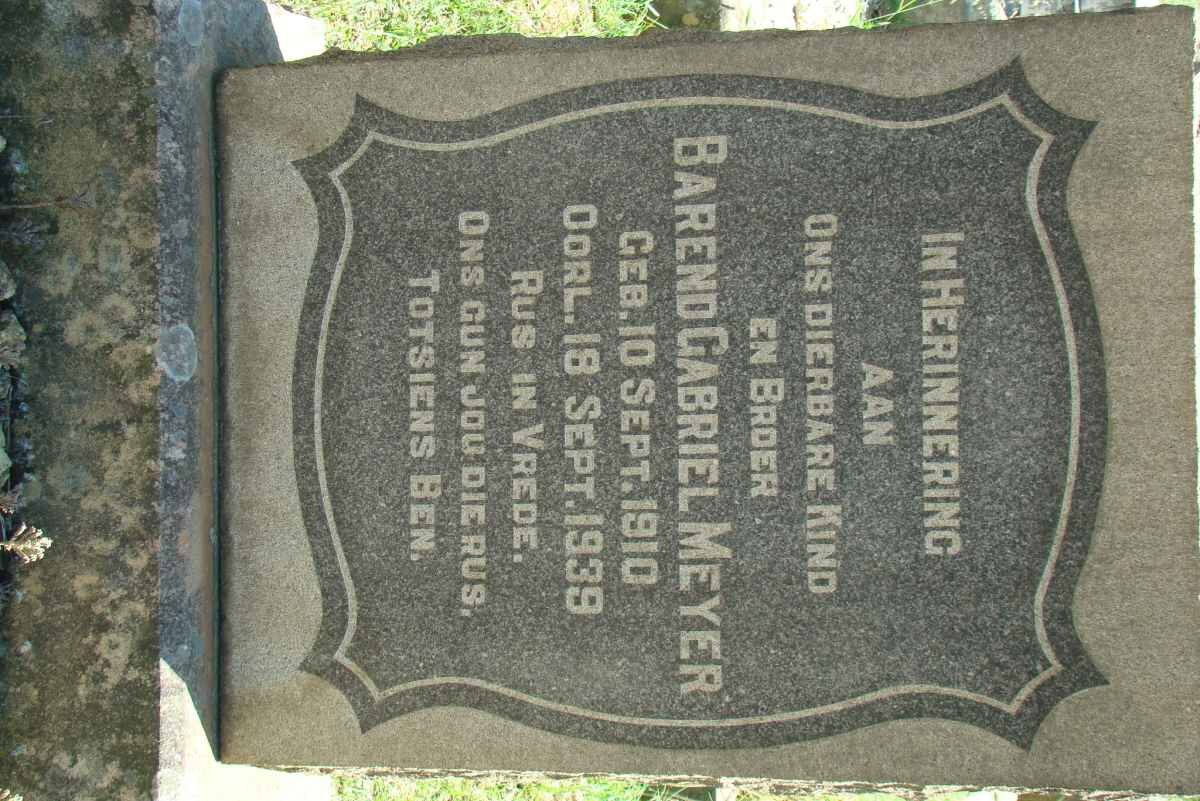 IN HERINNERING
AAN
ONS DIERBARE KIND
EN BROER
BAREND GABRIEL MEYER
GEB. 10 SEPT. 1910
OORL. 18 SEPT. 1939
RUS IN VREDE.
ONS GUN JOU DIE RUS,
TOTSIENS BEN.